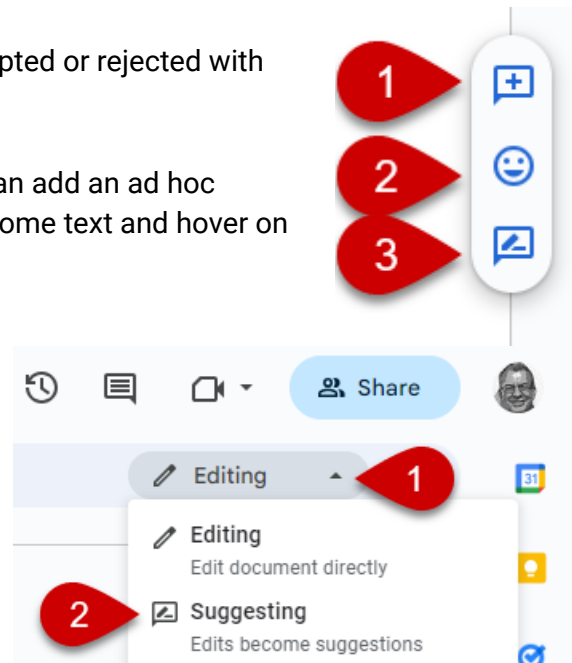 pted or rejected with
1
an add an ad hoc
2
ome text and hover on
3
Share
Editing
1
31
Editing
Edit document directly
2
Suggesting
Edits become suggestions